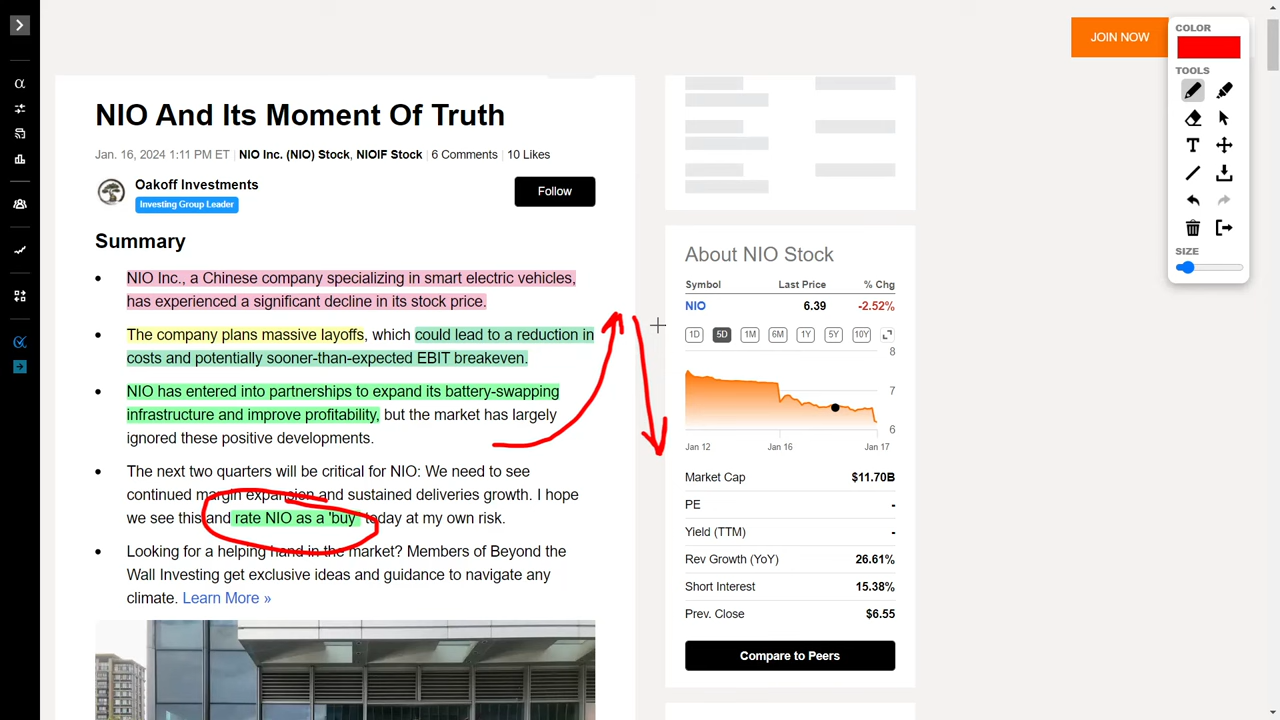 JOIN NOW
COLOR
TOOLS
SIZE
NIO And Its Moment Of Truth
Jan. 16, 2024 1:11 PM ET | NIO Inc. (NIO) Stock, NIOIF Stock | 6 Comments | 10 Likes
Oakoff Investments
Investing Group Leader
Follow
Summary
NIO Inc., a Chinese company specializing in smart electric vehicles,
has experienced a significant decline in its stock price.
The company plans massive layoffs, which could lead to a reduction in
costs and potentially sooner-than-expected EBIT breakeven.
NIO has entered into partnerships to expand its battery-swapping
infrastructure and improve profitability, but the market has largely
ignored these positive developments.
The next two quarters will be critical for NIO: We need to see
continued margin expansion and sustained deliveries growth. I hope
we see this and rate NIO as a 'buy' today at my own risk.
Looking for a helping hand in the market? Members of Beyond the
Wall Investing get exclusive ideas and guidance to navigate any
climate. Learn More »
About NIO Stock
Symbol Last Price % Chg
NIO 6.39 -2.52%
1D 5D 1M 6M 1Y 5Y 10Y
8
7
6
Jan 12 Jan 16 Jan 17
Market Cap $11.70B
PE -
Yield (TTM) -
Rev Growth (YoY) 26.61%
Short Interest 15.38%
Prev. Close $6.55
Compare to Peers